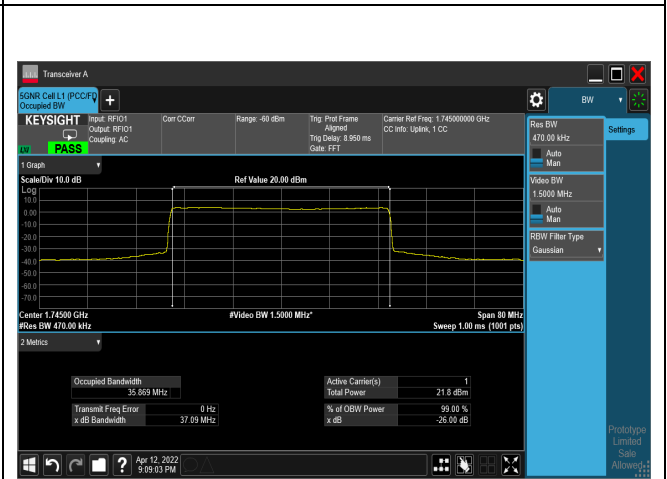 Transceiver A
5GNR Cell L1 (PCC/FD
Occupied BW
BW
KEYSIGHT
LW
PASS
Input: RFIO1
Output: RFIO1
Coupling: AC
Corr CCorr
Range: -60 dBm
Trig: Prot Frame
Aligned
Trig Delay: 8.950 ms
Gate: FFT
Carrier Ref Freq: 1.745000000 GHz
CC Info: Uplink, 1 CC
Res BW
470.00 kHz
Auto
Man
Video BW
1.5000 MHz
Auto
Man
RBW Filter Type
Gaussian
Settings
1 Graph
Scale/Div 10.0 dB
Ref Value 20.00 dBm
Log
10.0
0.00
-10.0
-20.0
-30.0
-40.0
-50.0
-60.0
-70.0
Center 1.74500 GHz
#Video BW 1.5000 MHz*
Span 80 MHz
#Res BW 470.00 kHz
Sweep 1.00 ms (1001 pts)
2 Metrics
Occupied Bandwidth
35.869 MHz
Active Carrier(s) 1
Total Power 21.8 dBm
Transmit Freq Error 0 Hz
x dB Bandwidth 37.09 MHz
% of OBW Power 99.00 %
x dB -26.00 dB
Apr 12, 2022
9:09:03 PM
Prototype
Limited
Sale
Allowed